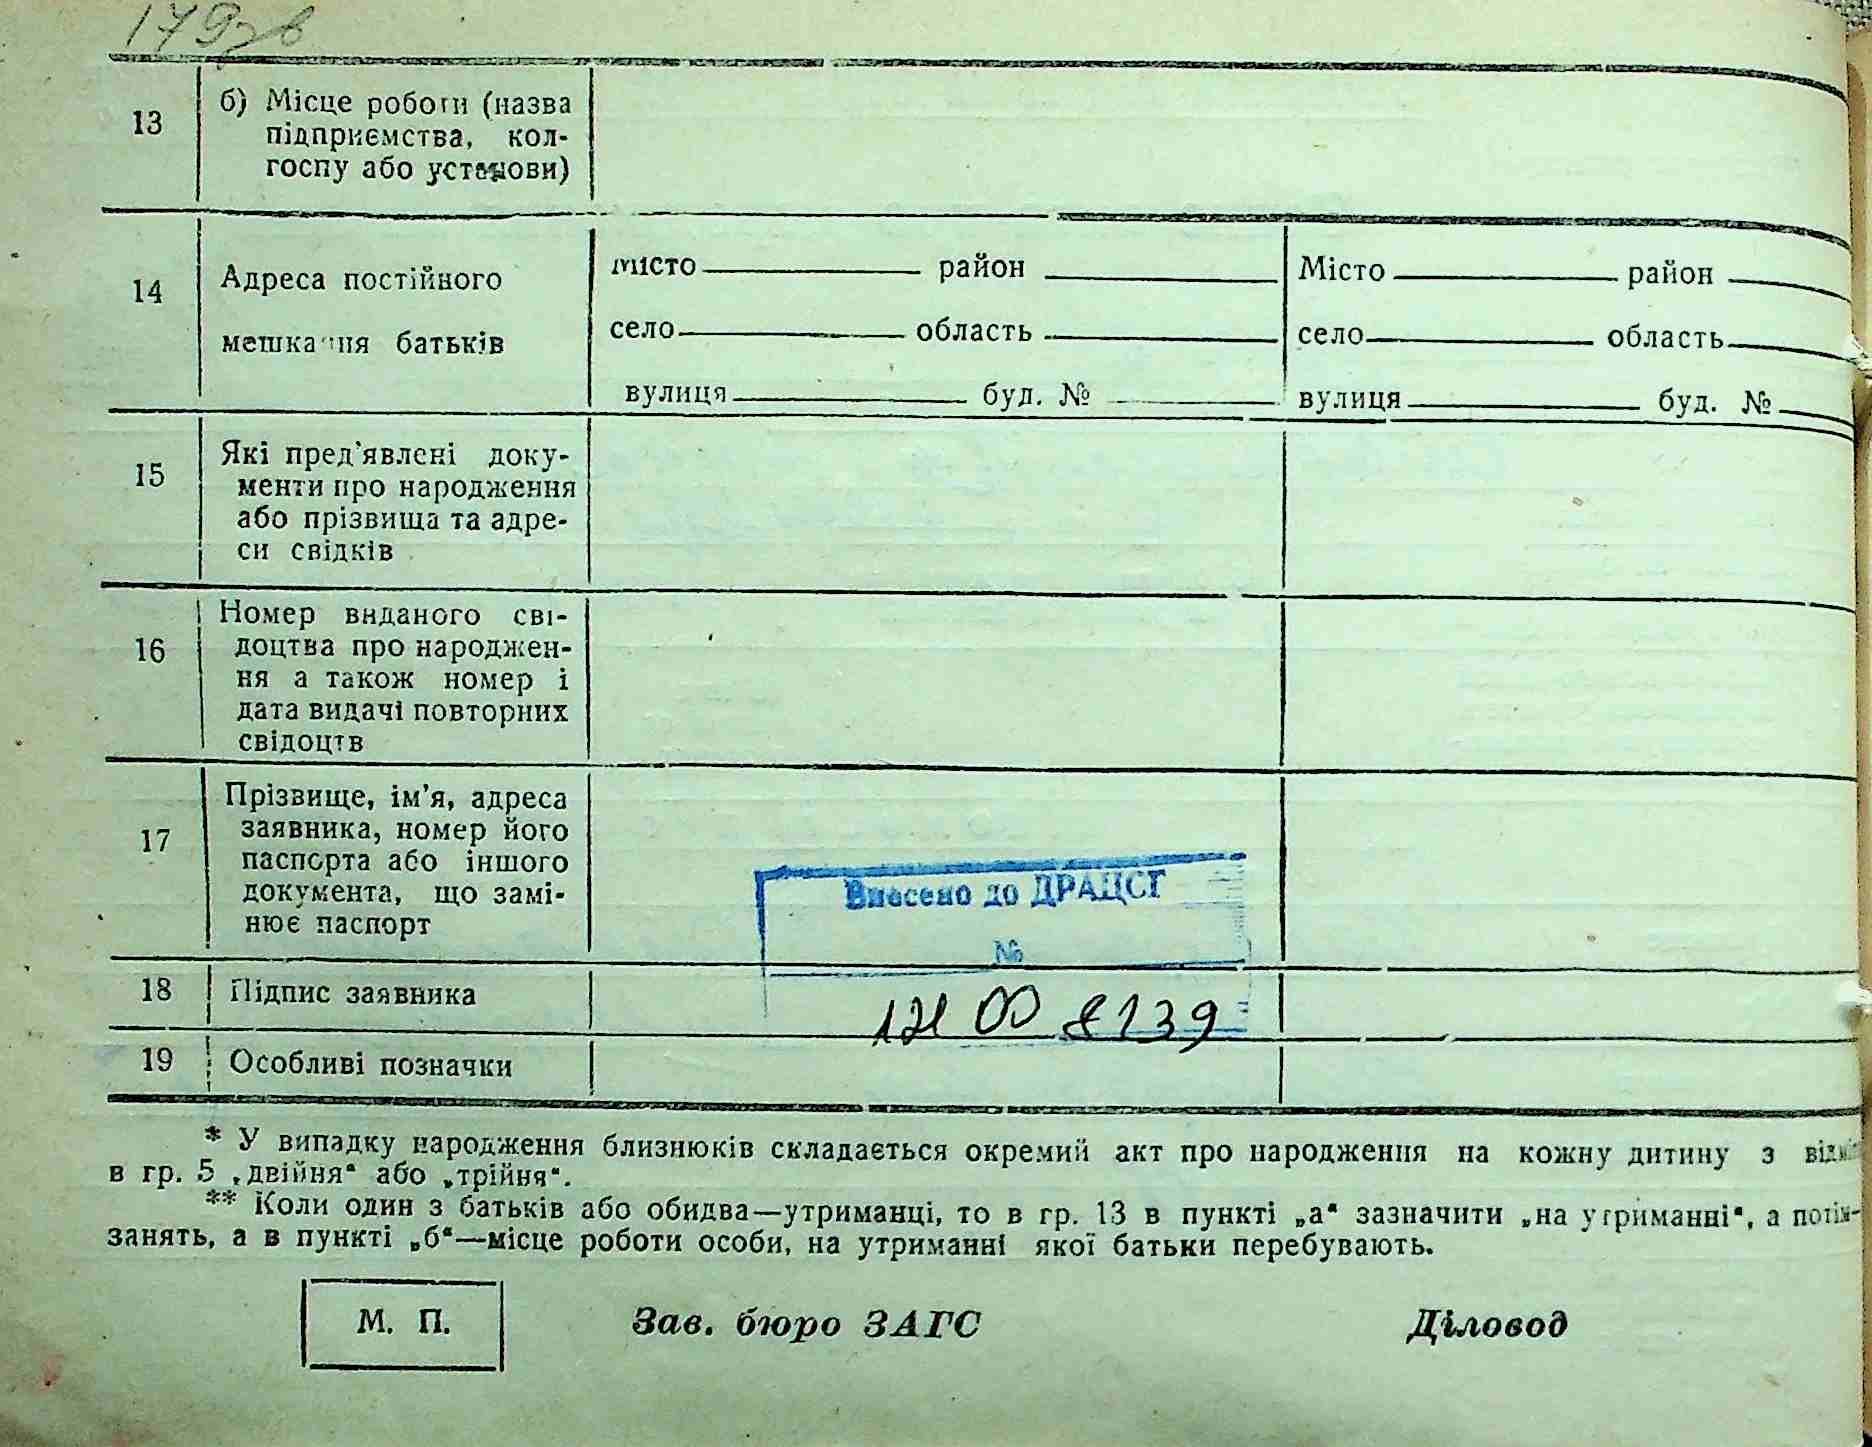 179зв
13
б) Місце роботи (назва
підприємства, кол-
госпу або установи)
14
Адреса постійного
мешкання батьків
місто район
село область
вулиця буд. №
Місто район
село область
вулиця буд. №
15
Які пред'явлені доку-
менти про народження
або прізвища та адре-
си свідків
16
Номер виданого сві-
доцтва про народжен-
ня а також номер і
дата видачі повторних
свідоцтв
17
Прізвище, ім'я, адреса
заявника, номер його
паспорта або іншого
документа, що замі-
нює паспорт
Внесено до ДРАЦСГ
№
18
Підпис заявника
8139
19
Особливі позначки
* У випадку народження близнюків складається окремий акт про народження на кожну дитину з
в гр. 5 „двійня“ або „трійня“.
** Коли один з батьків або обидва—утриманці, то в гр. 13 в пункті „а“ зазначити „на утриманні“, а
занять, а в пункті „б“—місце роботи особи, на утриманні якої батьки перебувають.
М. П.
Зав. бюро ЗАГС
Діловод